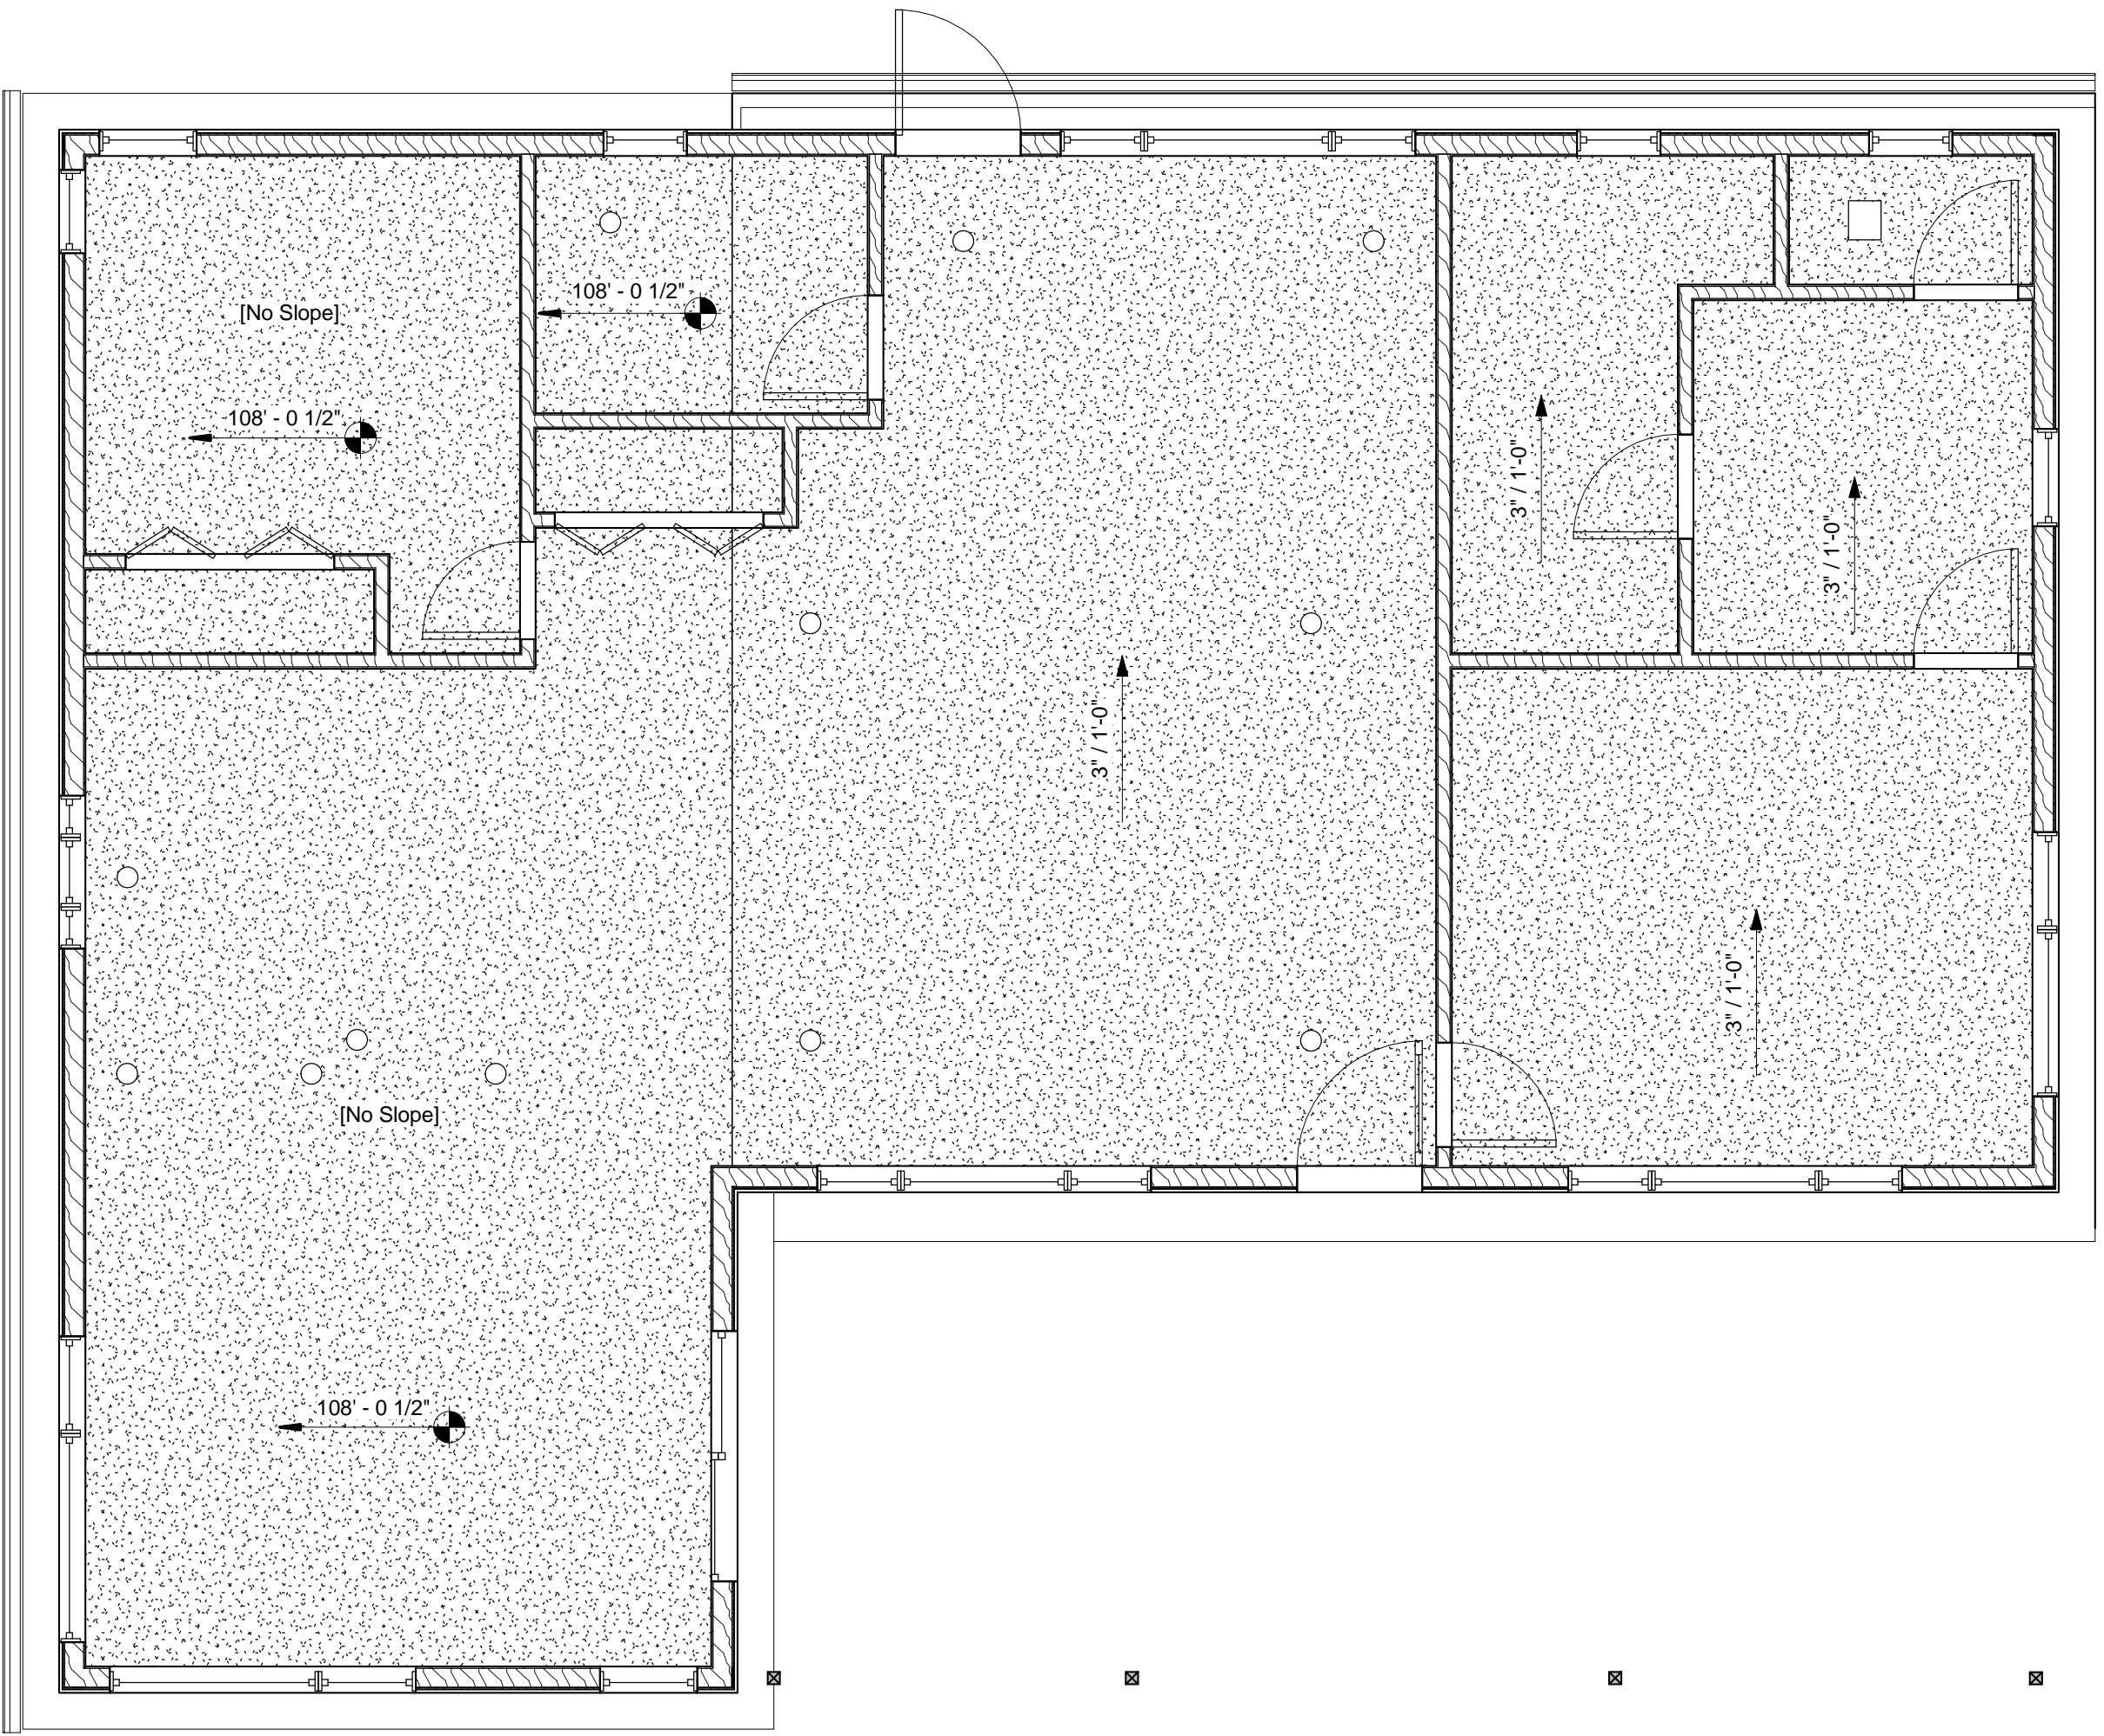 108' - 0 1/2"
[No Slope]
108' - 0 1/2"
3" / 1'-0"
3" / 1'-0"
3" / 1'-0"
3" / 1'-0"
[No Slope]
108' - 0 1/2"